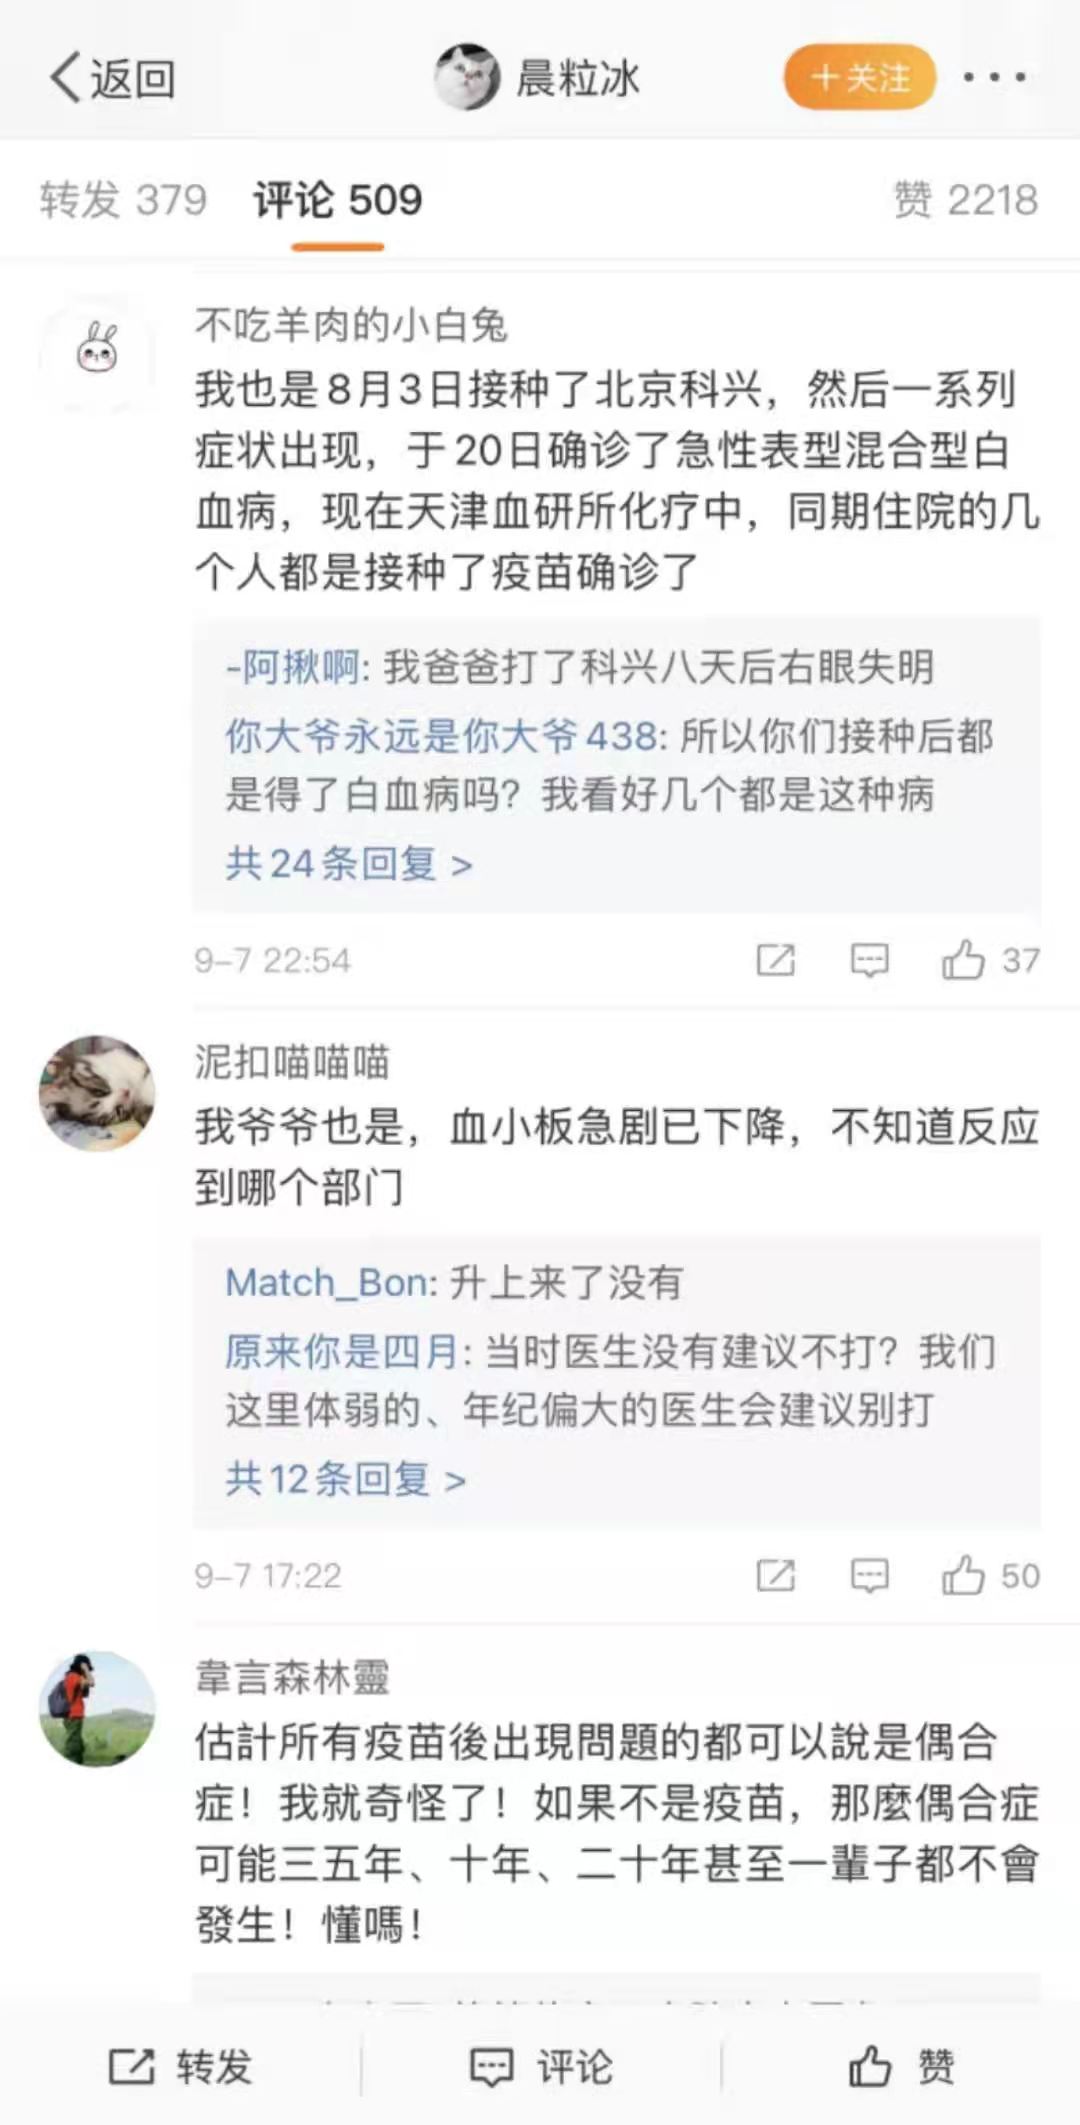 返回
晨粒冰
+关注
转发 379
评论 509
赞 2218
不吃羊肉的小白兔
我也是8月3日接种了北京科兴，然后一系列
症状出现，于20日确诊了急性表型混合型白
血病，现在天津血研所化疗中，同期住院的几
个人都是接种了疫苗确诊了
-阿揪啊: 我爸爸打了科兴八天后右眼失明
你大爷永远是你大爷438: 所以你们接种后都
是得了白血病吗？我看好几个都是这种病
共24条回复 >
9-7 22:54
37
泥扣喵喵喵
我爷爷也是，血小板急剧已下降，不知道反应
到哪个部门
Match_Bon: 升上来了没有
原来你是四月: 当时医生没有建议不打？我们
这里体弱的、年纪偏大的医生会建议别打
共12条回复 >
9-7 17:22
50
韋言森林靈
估計所有疫苗後出現問題的都可以說是偶合
症！我就奇怪了！如果不是疫苗，那麼偶合症
可能三五年、十年、二十年甚至一輩子都不會
發生！懂嗎！
转发
评论
赞